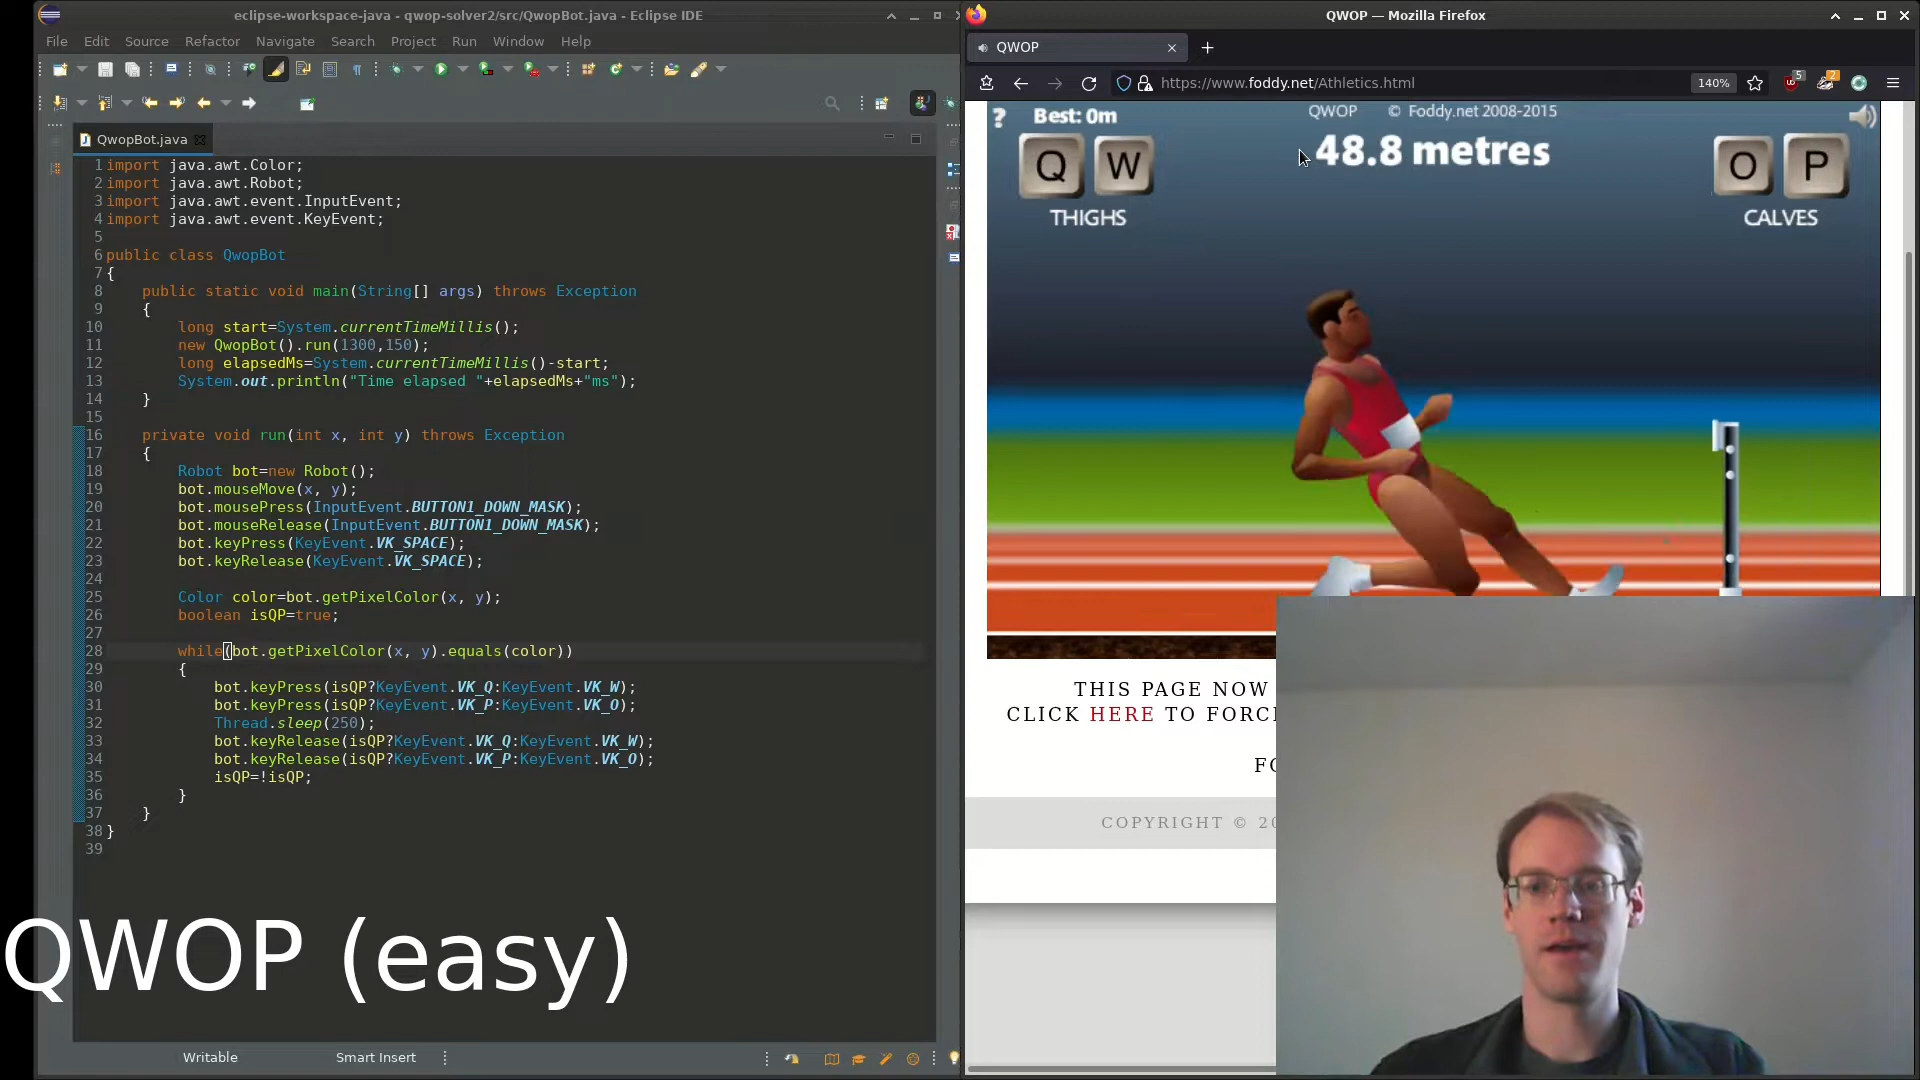 eclipse-workspace-java - qwop-solver2/src/QwopBot.java - Eclipse IDE
File Edit Source Refactor Navigate Search Project Run Window Help
QwopBot.java
1 import java.awt.Color;
2 import java.awt.Robot;
3 import java.awt.event.InputEvent;
4 import java.awt.event.KeyEvent;
5
6 public class QwopBot
7 {
8 public static void main(String[] args) throws Exception
9 {
10 long start=System.currentTimeMillis();
11 new QwopBot().run(1300,150);
12 long elapsedMs=System.currentTimeMillis()-start;
13 System.out.println("Time elapsed "+elapsedMs+"ms");
14 }
15
16 private void run(int x, int y) throws Exception
17 {
18 Robot bot=new Robot();
19 bot.mouseMove(x, y);
20 bot.mousePress(InputEvent.BUTTON1_DOWN_MASK);
21 bot.mouseRelease(InputEvent.BUTTON1_DOWN_MASK);
22 bot.keyPress(KeyEvent.VK_SPACE);
23 bot.keyRelease(KeyEvent.VK_SPACE);
24
25 Color color=bot.getPixelColor(x, y);
26 boolean isQP=true;
27
28 while(bot.getPixelColor(x, y).equals(color))
29 {
30 bot.keyPress(isQP?KeyEvent.VK_Q:KeyEvent.VK_W);
31 bot.keyPress(isQP?KeyEvent.VK_P:KeyEvent.VK_O);
32 Thread.sleep(250);
33 bot.keyRelease(isQP?KeyEvent.VK_Q:KeyEvent.VK_W);
34 bot.keyRelease(isQP?KeyEvent.VK_P:KeyEvent.VK_O);
35 isQP=!isQP;
36 }
37 }
38 }
39
QWOP (easy)
Writable Smart Insert
QWOP — Mozilla Firefox
QWOP
https://www.foddy.net/Athletics.html 140% 5 2
? Best: 0m QWOP © Foddy.net 2008-2015
48.8 metres
Q W O P
THIGHS CALVES
THIS PAGE NOW
CLICK HERE TO FORC
FO
COPYRIGHT © 20